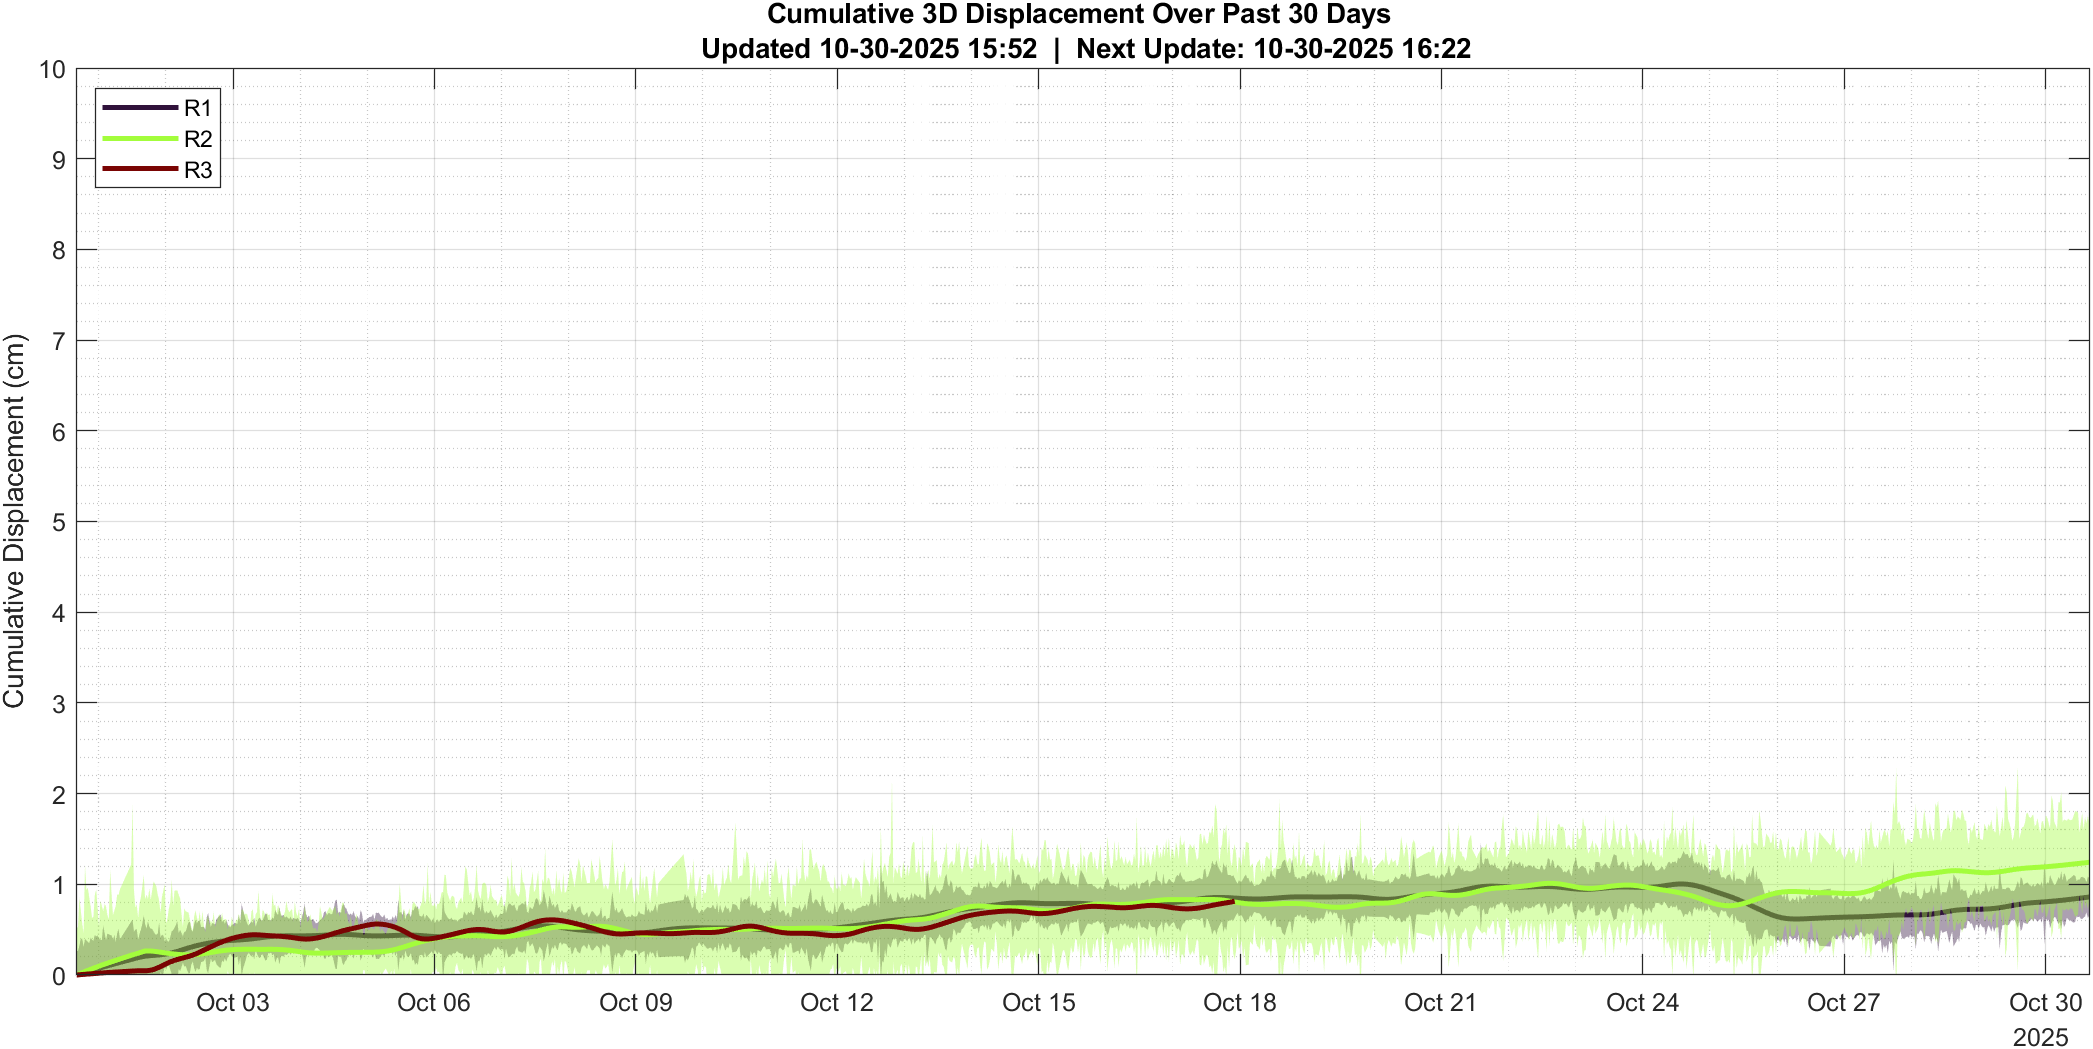 Cumulative 3D Displacement Over Past 30 Days
Updated 10-30-2025 15:52 | Next Update: 10-30-2025 16:22
R1
R2
R3
Cumulative Displacement (cm)
10
9
8
7
6
5
4
3
2
1
0
Oct 03 Oct 06 Oct 09 Oct 12 Oct 15 Oct 18 Oct 21 Oct 24 Oct 27 Oct 30
2025